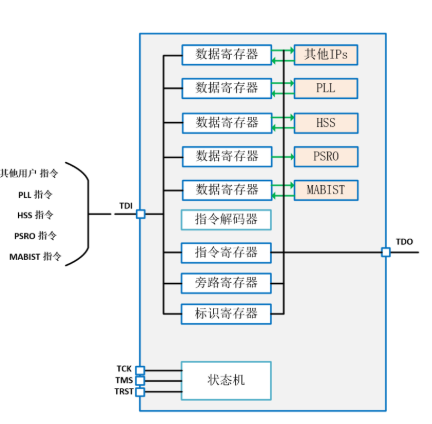 数据寄存器 其他IPs
数据寄存器 PLL
数据寄存器 HSS
数据寄存器 PSRO
数据寄存器 MABIST
指令解码器
指令寄存器
旁路寄存器
标识寄存器
状态机
其他用户 指令
PLL 指令
HSS 指令
PSRO 指令
MABIST 指令
TDI
TDO
TCK
TMS
TRST